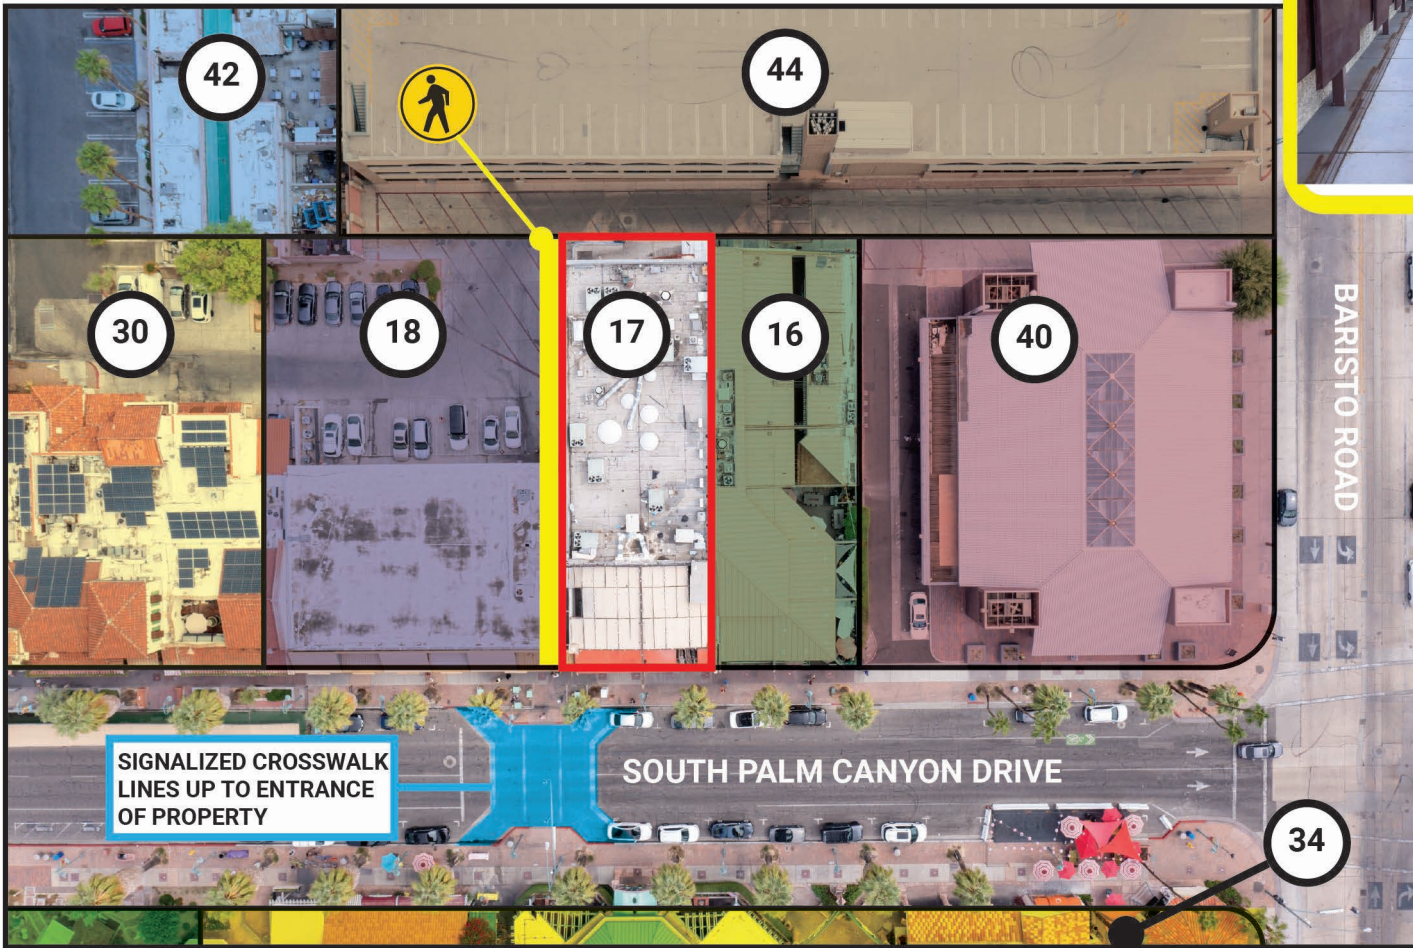 42
44
30
18
17
16
40
BARISTO ROAD
SIGNALIZED CROSSWALK
LINES UP TO ENTRANCE
OF PROPERTY
SOUTH PALM CANYON DRIVE
34